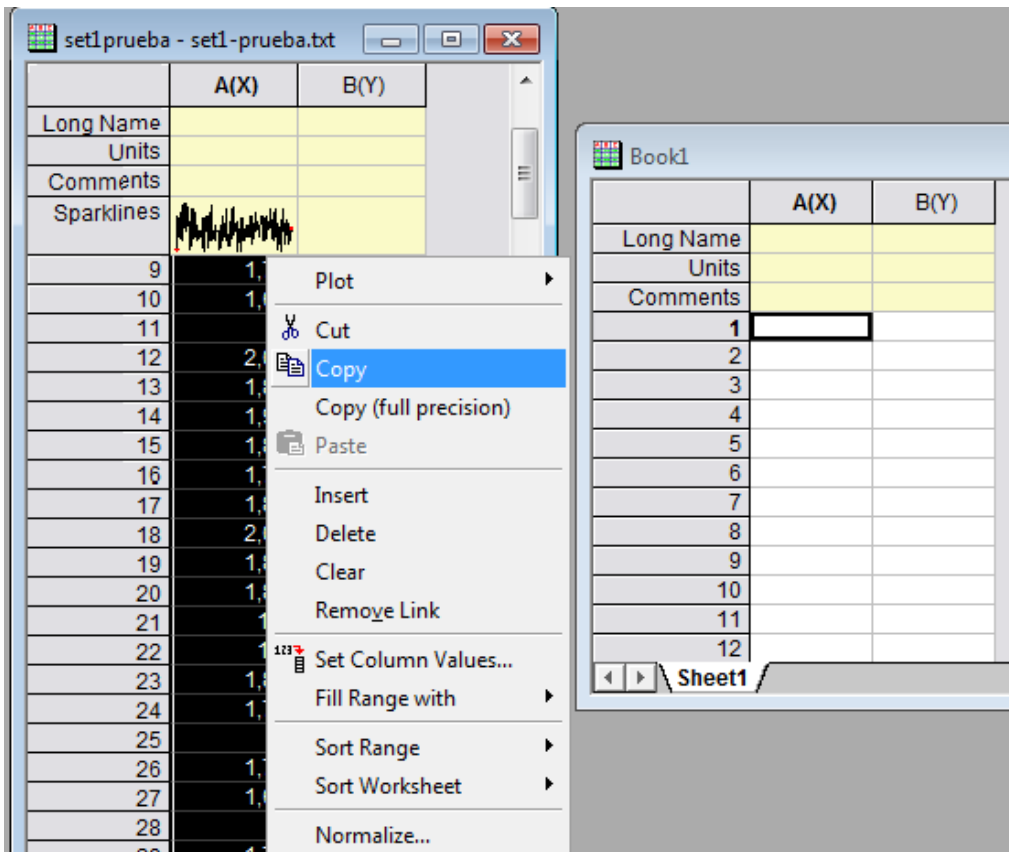 set1prueba - set1-prueba.txt
A(X) B(Y)
Long Name
Units
Comments
Sparklines
9
10
11
12
13
14
15
16
17
18
19
20
21
22
23
24
25
26
27
28
Plot
Cut
Copy
Copy (full precision)
Paste
Insert
Delete
Clear
Remove Link
Set Column Values...
Fill Range with
Sort Range
Sort Worksheet
Normalize...
Book1
A(X) B(Y)
Long Name
Units
Comments
1
2
3
4
5
6
7
8
9
10
11
12
Sheet1